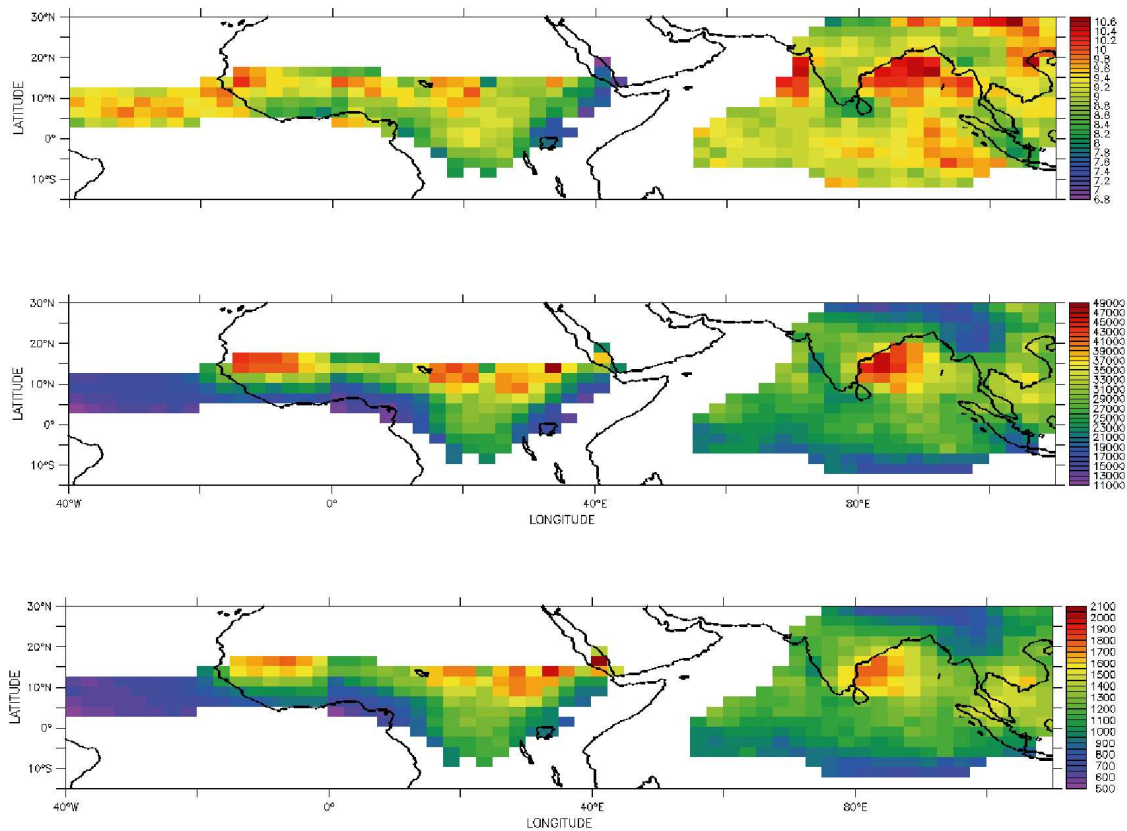 30°N
20°N
10°N
0°
10°S
LATITUDE
10.6
10.4
10.2
10
9.8
9.6
9.4
9.2
9
8.8
8.6
8.4
8.2
8
7.8
7.6
7.4
7.2
7
6.8
30°N
20°N
10°N
0°
10°S
LATITUDE
40°W
0°
40°E
80°E
LONGITUDE
49000
47000
45000
43000
41000
39000
37000
35000
33000
31000
29000
27000
25000
23000
21000
19000
17000
15000
13000
11000
30°N
20°N
10°N
0°
10°S
LATITUDE
40°W
0°
40°E
80°E
LONGITUDE
2100
2000
1900
1800
1700
1600
1500
1400
1300
1200
1100
1000
900
800
700
600
500